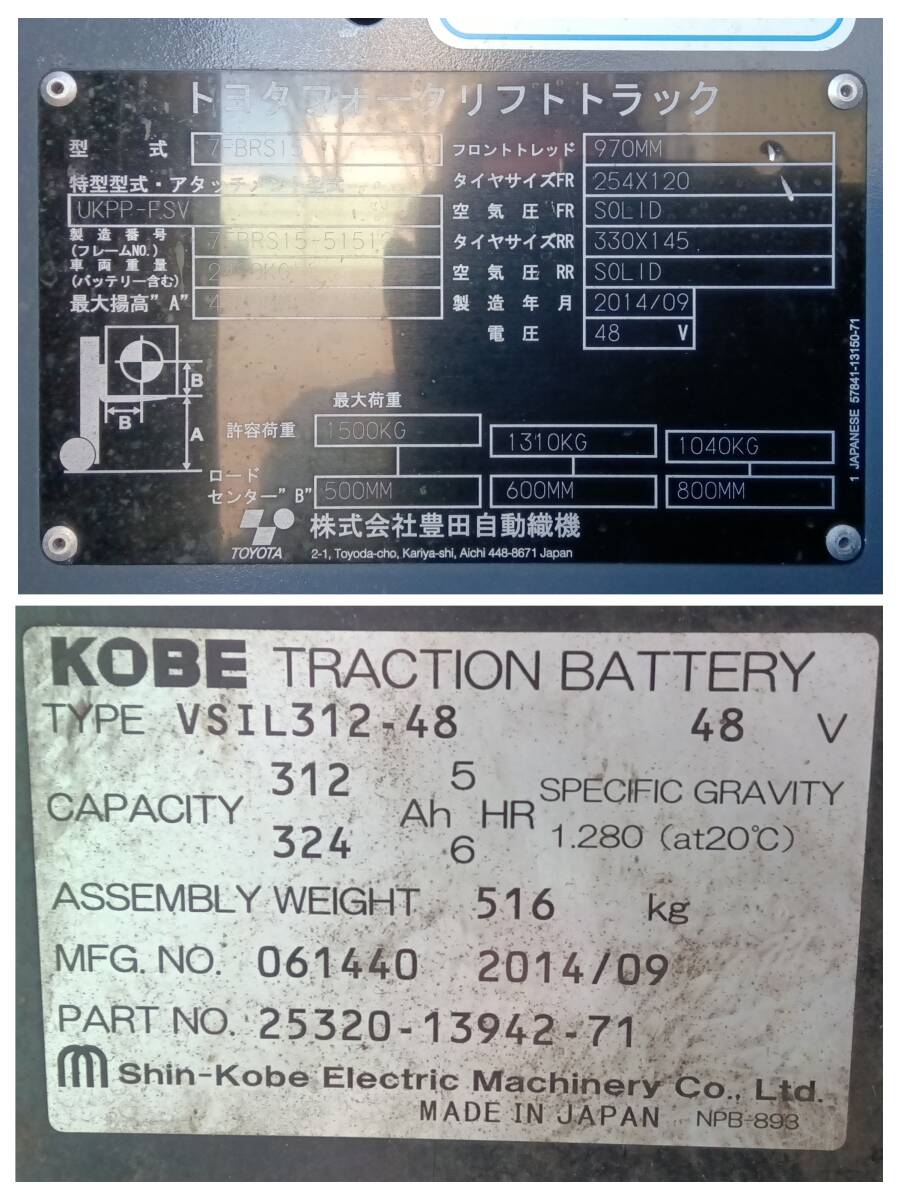 トヨタフォークリフトトラック
型 式 7FBRS15
特型型式・アタッチメント型式
UKPP-FSV
製造番号
(フレームNO.) 7FBRS15-5151
車両重量
(バッテリー含む)
最大揚高"A"
フロントトレッド 970MM
タイヤサイズFR 254X120
空気圧 FR SOLID
タイヤサイズRR 330X145
空気圧 RR SOLID
製造年月 2014/09
電圧 48 V
B
B
A
最大荷重
許容荷重 1500KG 1310KG 1040KG
ロード
センター"B" 500MM 600MM 800MM
TOYOTA 株式会社豊田自動織機
2-1, Toyoda-cho, Kariya-shi, Aichi 448-8671 Japan
1 JAPANESE 57841-13150-71
KOBE TRACTION BATTERY
TYPE VSIL312-48 48 V
CAPACITY 312 324 Ah 5 6 HR SPECIFIC GRAVITY
1.280 (at20℃)
ASSEMBLY WEIGHT 516 kg
MFG. NO. 061440 2014/09
PART NO. 25320-13942-71
Shin-Kobe Electric Machinery Co., Ltd.
MADE IN JAPAN NPB-893